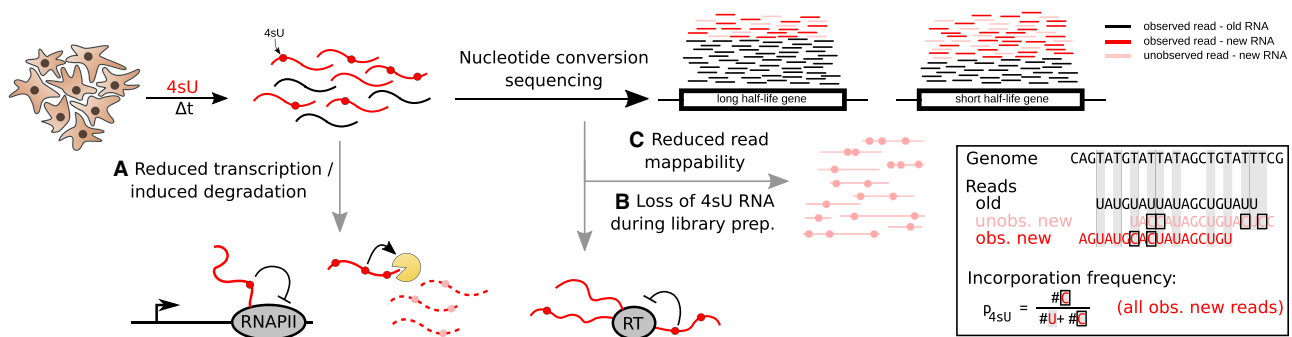 4sU
4sU
Δt
Nucleotide conversion
sequencing
long half-life gene
short half-life gene
observed read - old RNA
observed read - new RNA
unobserved read - new RNA
A Reduced transcription /
induced degradation
C Reduced read
mappability
B Loss of 4sU RNA
during library prep.
RNAPII
RT
Genome CAGTATGTATTATAGCTGTATTTCG
Reads
old UAUGUAUUAUAGCUGUAUU
unobs. new UACCAUAGCUGUACUCC
obs. new AGUAUGCACUAUAGCUGU
Incorporation frequency:
p4sU = #C / #U + #C (all obs. new reads)